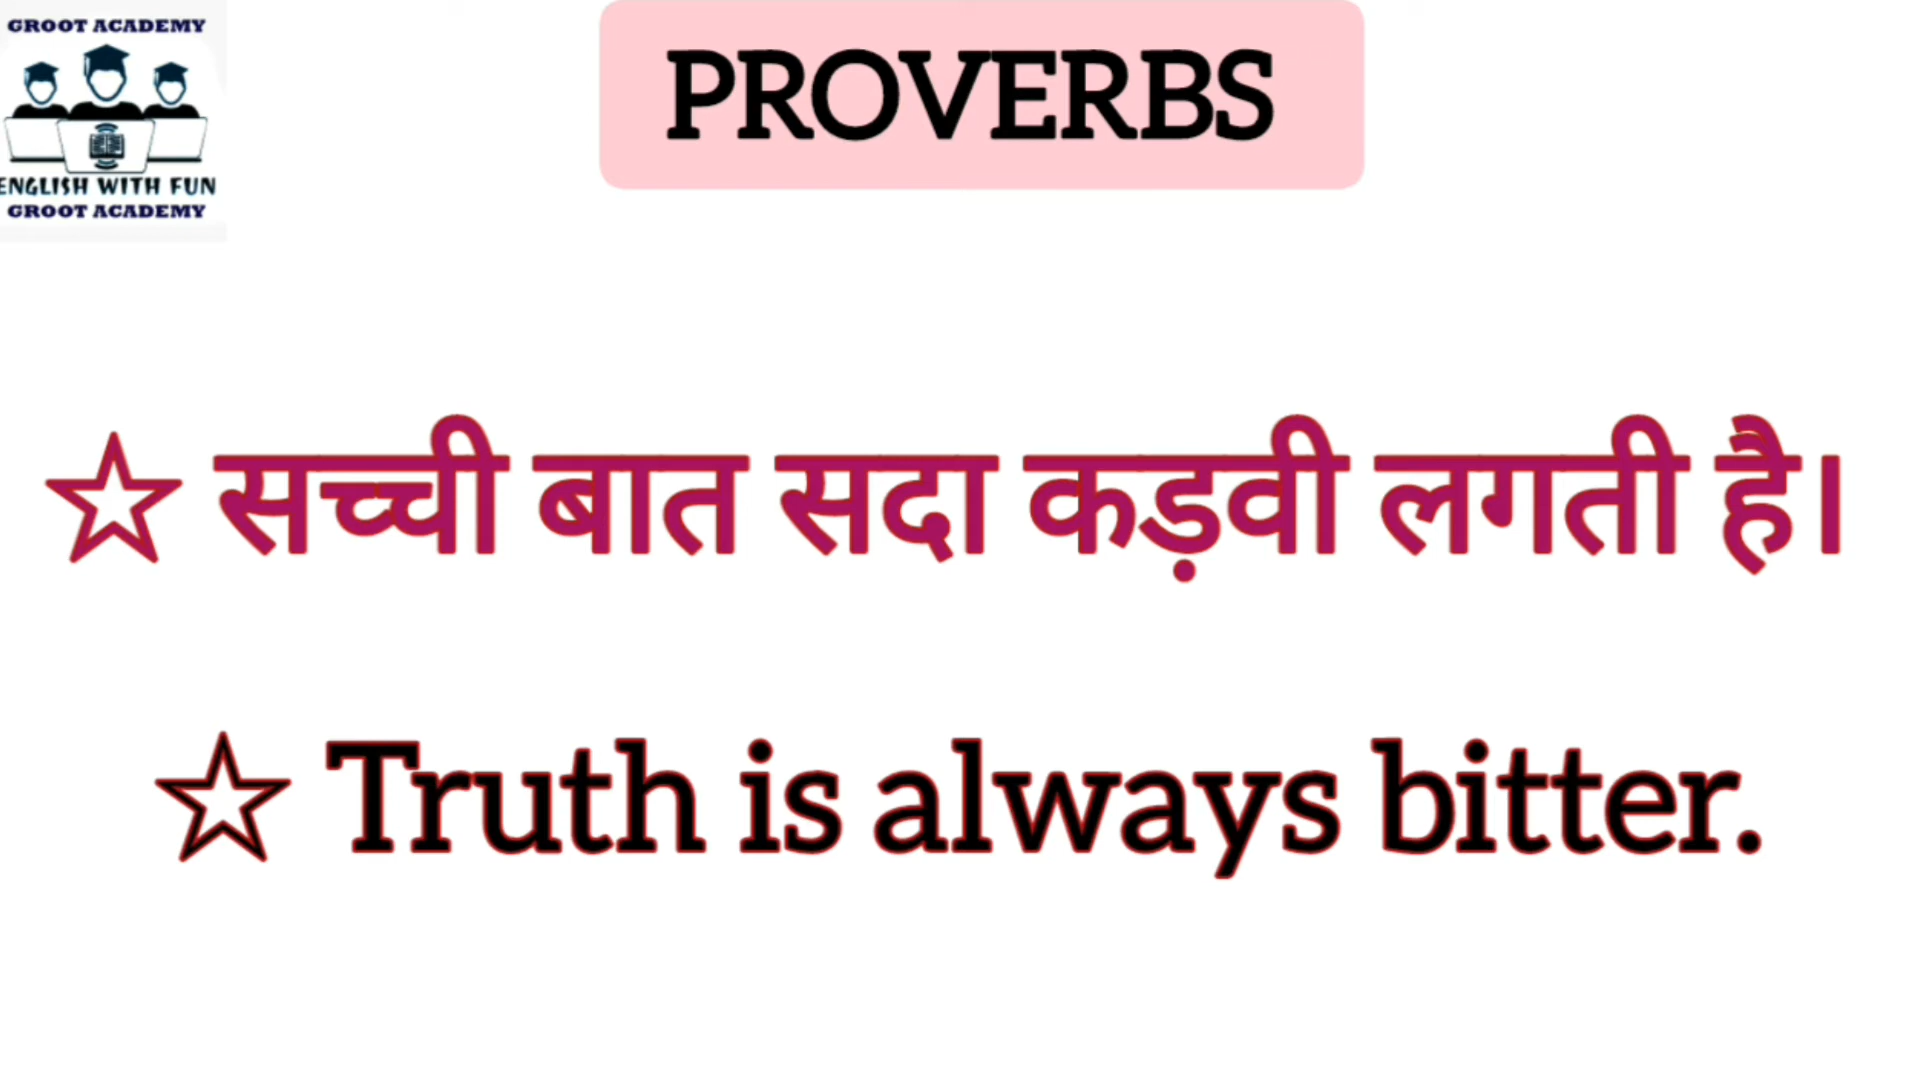 GROOT ACADEMY
ENGLISH WITH FUN
GROOT ACADEMY
PROVERBS
☆ सच्ची बात सदा कड़वी लगती है।
☆ Truth is always bitter.